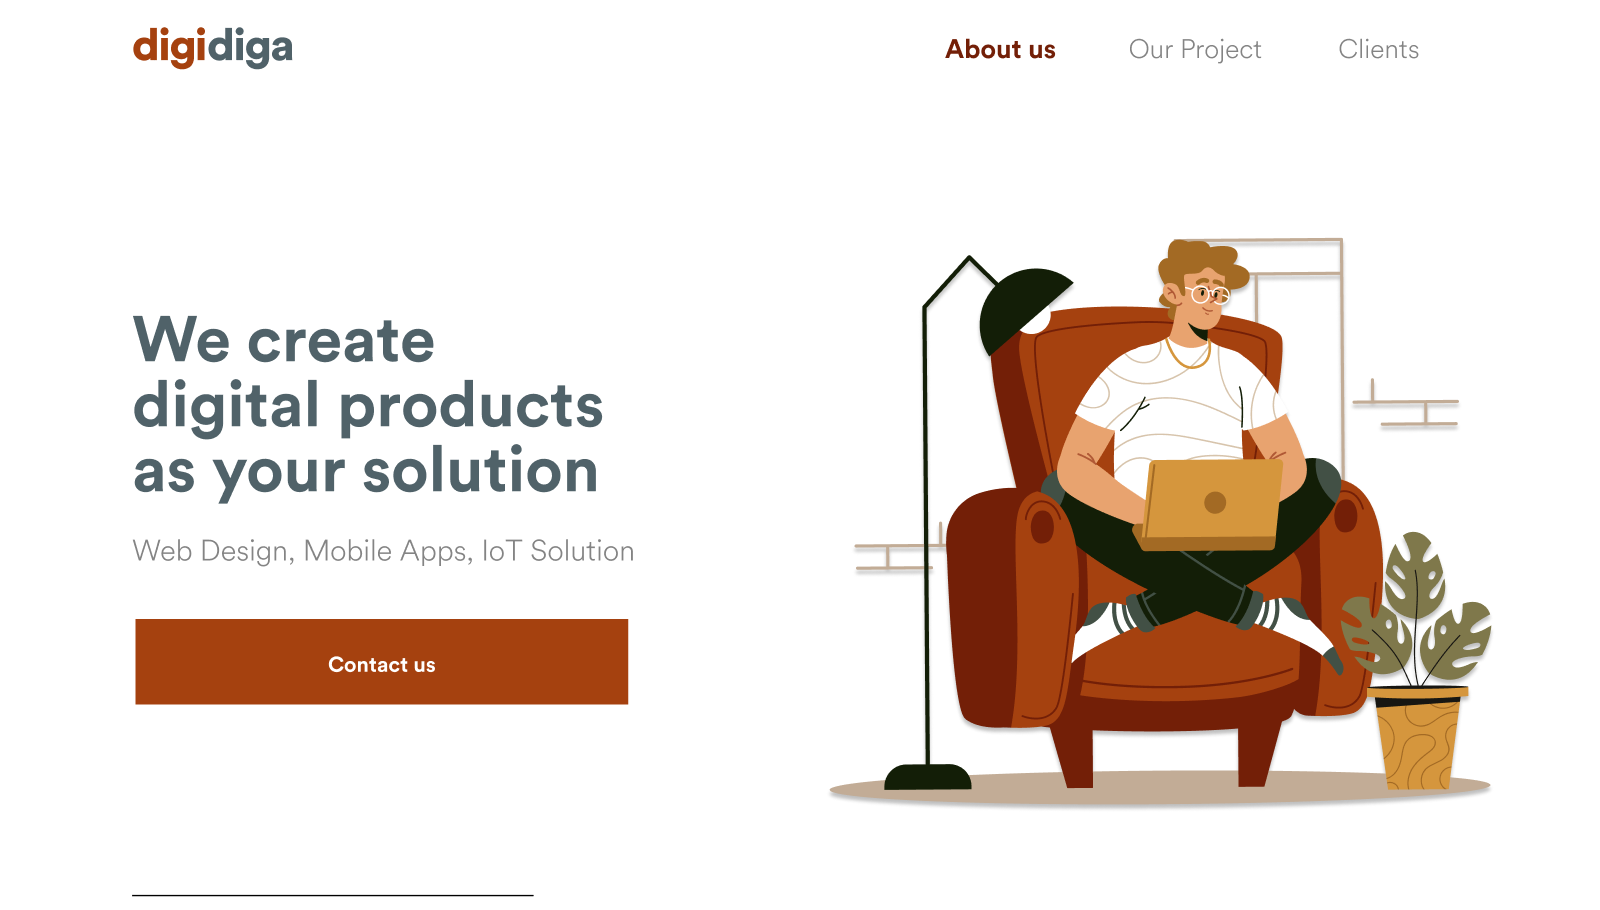 digidiga
About us
Our Project
Clients
We create
digital products
as your solution
Web Design, Mobile Apps, IoT Solution
Contact us